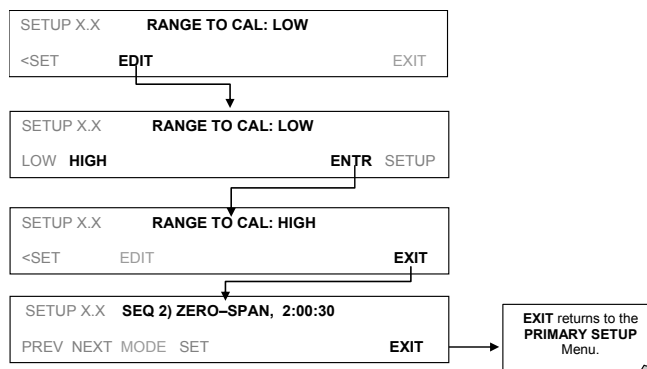 SETUP X.X RANGE TO CAL: LOW
<SET EDIT EXIT
SETUP X.X RANGE TO CAL: LOW
LOW HIGH ENTR SETUP
SETUP X.X RANGE TO CAL: HIGH
<SET EDIT EXIT
SETUP X.X SEQ 2) ZERO–SPAN, 2:00:30
PREV NEXT MODE SET EXIT
EXIT returns to the
PRIMARY SETUP
Menu.